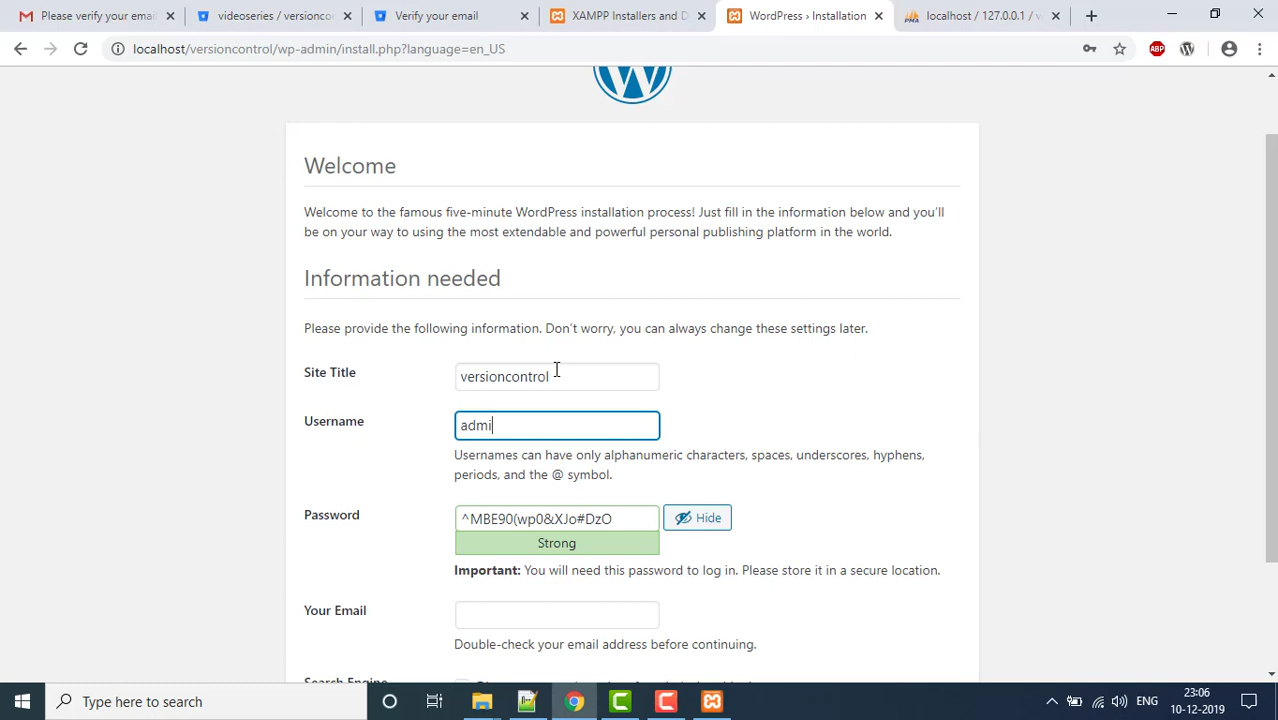 Please verify your email
videoseries / versionco
Verify your email
XAMPP Installers and D
WordPress › Installation
localhost / 127.0.0.1 / v
localhost/versioncontrol/wp-admin/install.php?language=en_US
ABP
Welcome
Welcome to the famous five-minute WordPress installation process! Just fill in the information below and you'll
be on your way to using the most extendable and powerful personal publishing platform in the world.
Information needed
Please provide the following information. Don't worry, you can always change these settings later.
Site Title
versioncontrol
Username
admi
Usernames can have only alphanumeric characters, spaces, underscores, hyphens,
periods, and the @ symbol.
Password
^MBE90(wp0&XJo#DzO
Hide
Strong
Important: You will need this password to log in. Please store it in a secure location.
Your Email
Double-check your email address before continuing.
Search Engine
Type here to search
ENG
23:06
10-12-2019